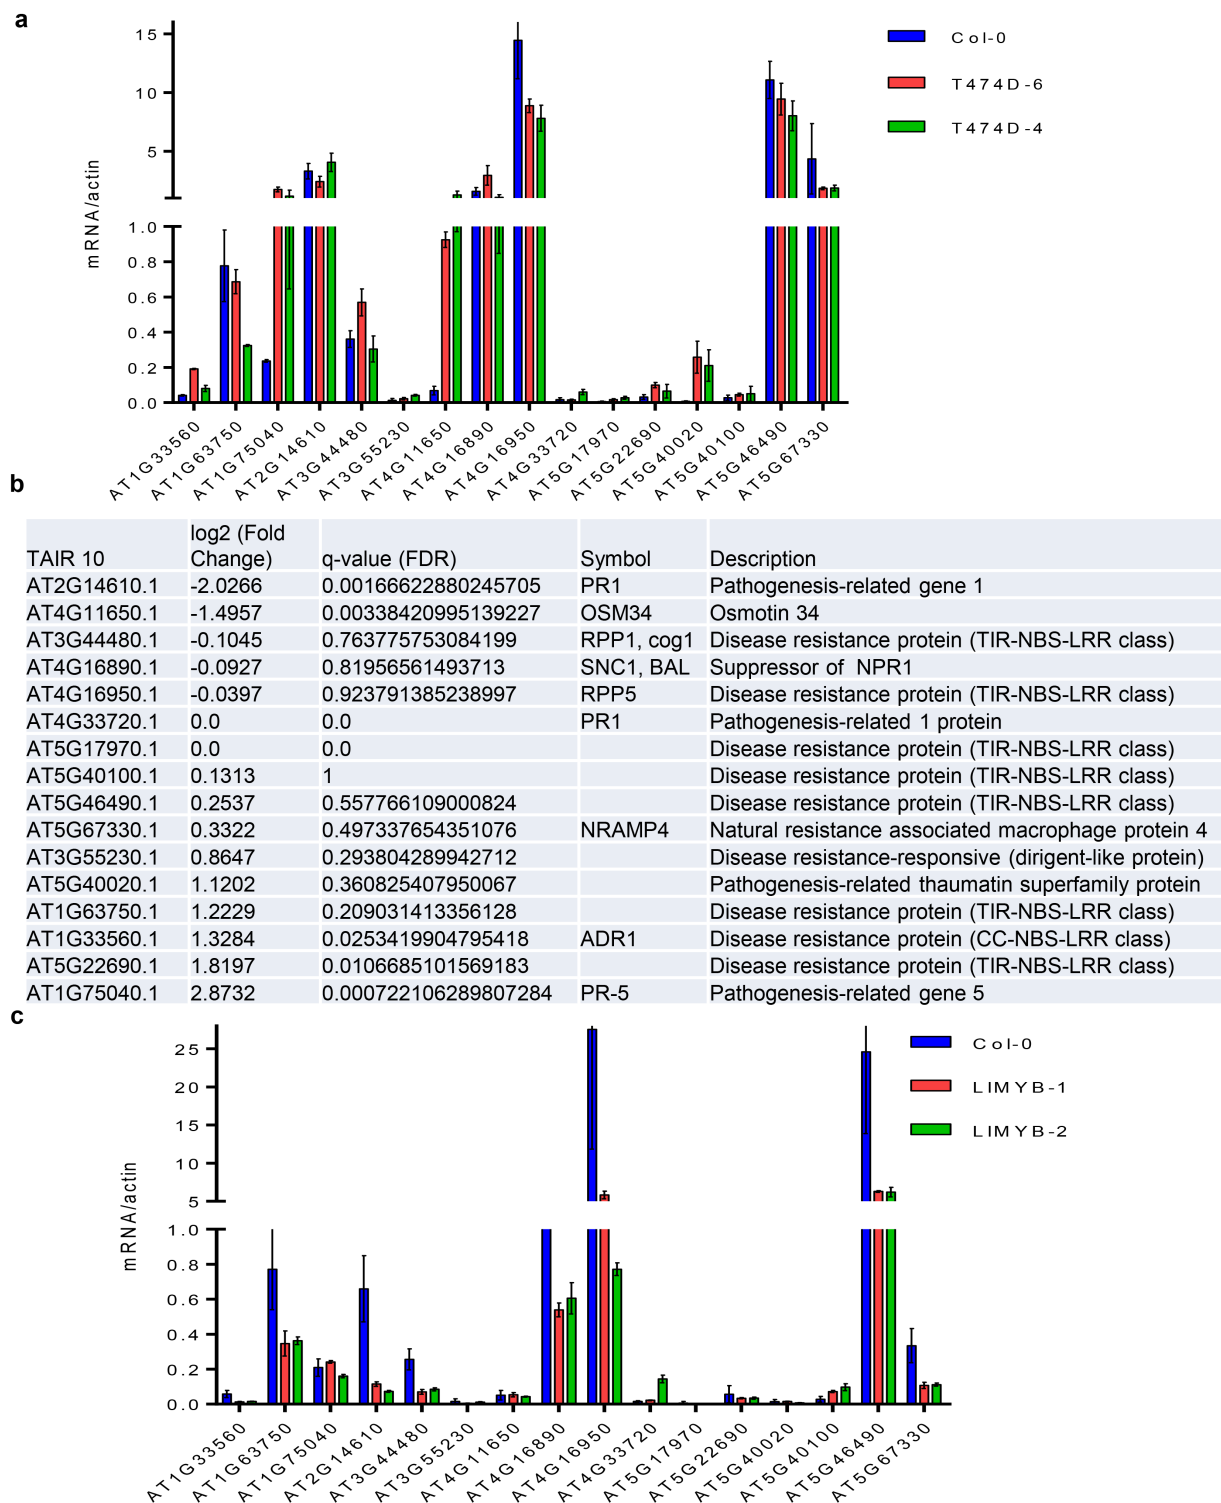 a
15
10
5
1.0
0.8
0.6
0.4
0.2
0.0
mRNA/actin
Col-0
T474D-6
T474D-4
AT1G33560
AT1G63750
AT1G75040
AT2G14610
AT3G44480
AT3G55230
AT4G11650
AT4G16890
AT4G16950
AT4G33720
AT5G17970
AT5G22690
AT5G40020
AT5G40100
AT5G46490
AT5G67330
b
TAIR 10 log2 (Fold Change) q-value (FDR) Symbol Description
AT2G14610.1 -2.0266 0.00166622880245705 PR1 Pathogenesis-related gene 1
AT4G11650.1 -1.4957 0.00338420995139227 OSM34 Osmotin 34
AT3G44480.1 -0.1045 0.763775753084199 RPP1, cog1 Disease resistance protein (TIR-NBS-LRR class)
AT4G16890.1 -0.0927 0.81956561493713 SNC1, BAL Suppressor of NPR1
AT4G16950.1 -0.0397 0.923791385238997 RPP5 Disease resistance protein (TIR-NBS-LRR class)
AT4G33720.1 0.0 0.0 PR1 Pathogenesis-related 1 protein
AT5G17970.1 0.0 0.0 Disease resistance protein (TIR-NBS-LRR class)
AT5G40100.1 0.1313 1 Disease resistance protein (TIR-NBS-LRR class)
AT5G46490.1 0.2537 0.557766109000824 Disease resistance protein (TIR-NBS-LRR class)
AT5G67330.1 0.3322 0.497337654351076 NRAMP4 Natural resistance associated macrophage protein 4
AT3G55230.1 0.8647 0.293804289942712 Disease resistance-responsive (dirigent-like protein)
AT5G40020.1 1.1202 0.360825407950067 Pathogenesis-related thaumatin superfamily protein
AT1G63750.1 1.2229 0.209031413356128 Disease resistance protein (TIR-NBS-LRR class)
AT1G33560.1 1.3284 0.0253419904795418 ADR1 Disease resistance protein (CC-NBS-LRR class)
AT5G22690.1 1.8197 0.0106685101569183 Disease resistance protein (TIR-NBS-LRR class)
AT1G75040.1 2.8732 0.000722106289807284 PR-5 Pathogenesis-related gene 5
c
25
20
15
10
5
1.0
0.8
0.6
0.4
0.2
0.0
mRNA/actin
Col-0
LIMYB-1
LIMYB-2
AT1G33560
AT1G63750
AT1G75040
AT2G14610
AT3G44480
AT3G55230
AT4G11650
AT4G16890
AT4G16950
AT4G33720
AT5G17970
AT5G22690
AT5G40020
AT5G40100
AT5G46490
AT5G67330